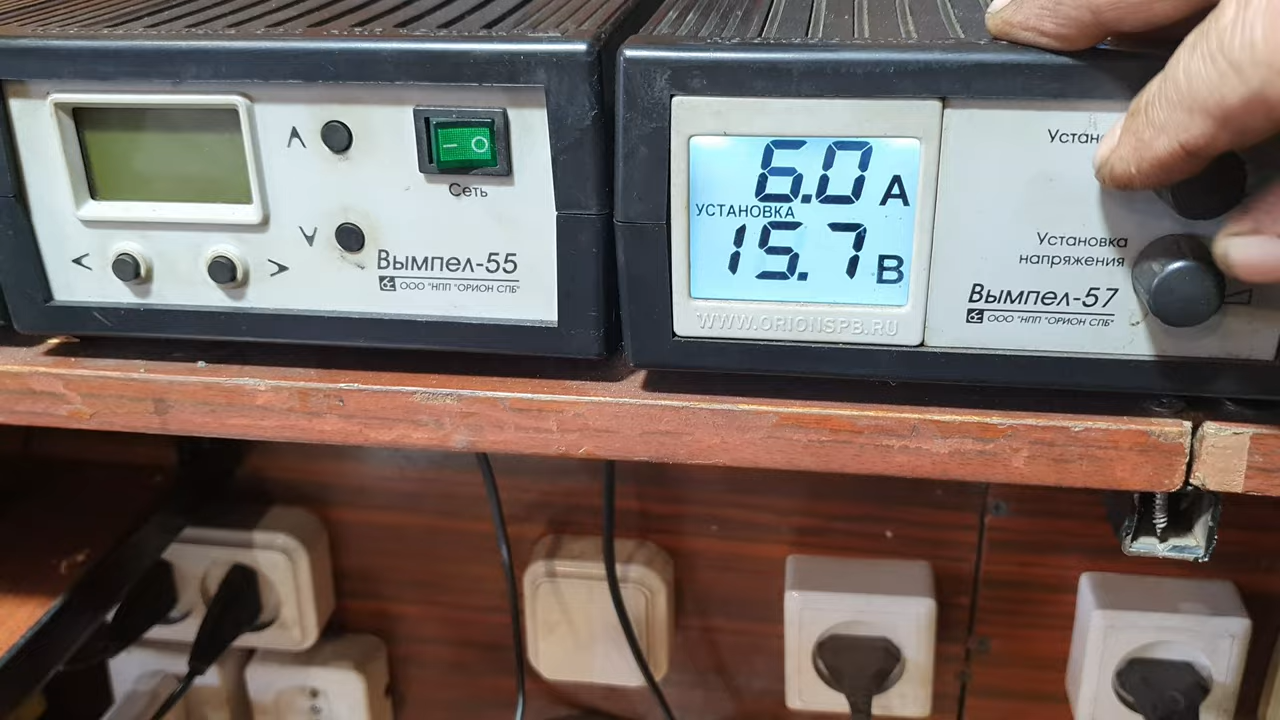 Сеть
Вымпел-55
ООО "НПП "ОРИОН СПБ"
6.0 А
УСТАНОВКА
15.7 В
WWW.ORIONSPB.RU
Установка
напряжения
Вымпел-57
ООО "НПП "ОРИОН СПБ"